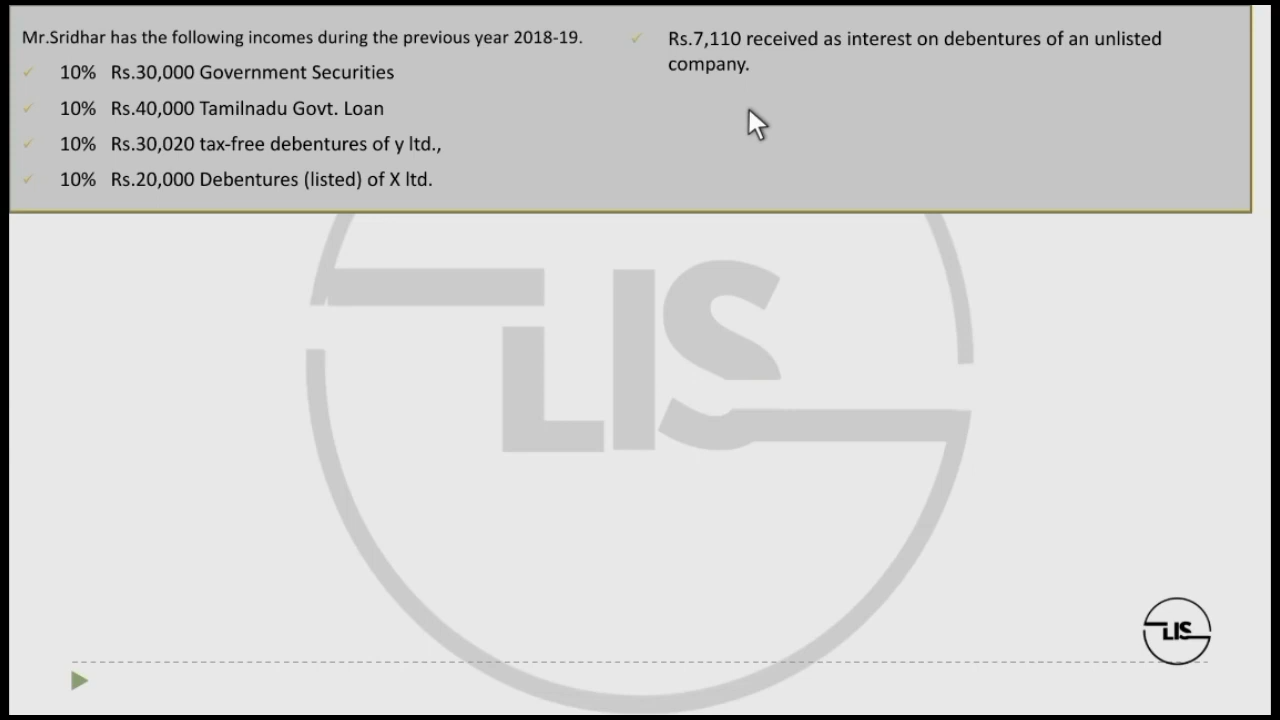 Mr.Sridhar has the following incomes during the previous year 2018-19.
10% Rs.30,000 Government Securities
10% Rs.40,000 Tamilnadu Govt. Loan
10% Rs.30,020 tax-free debentures of y ltd.,
10% Rs.20,000 Debentures (listed) of X ltd.
Rs.7,110 received as interest on debentures of an unlisted
company.
LIS
LIS